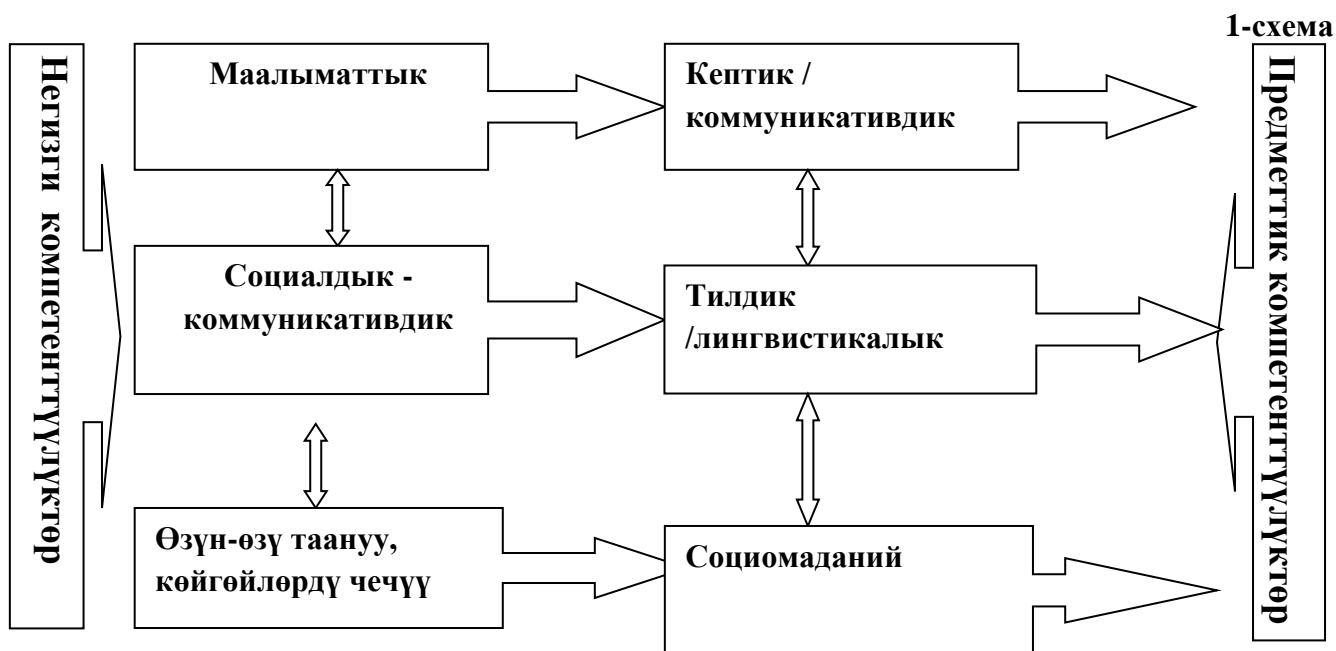 1-схема
Негизги компетенттүүлүктөр
Маалыматтык
Кептик /
коммуникативдик
Социалдык -
коммуникативдик
Тилдик
/лингвистикалык
Өзүн-өзү таануу,
көйгөйлөрдү чечүү
Социомаданий
Предметтик компетенттүүлүктөр